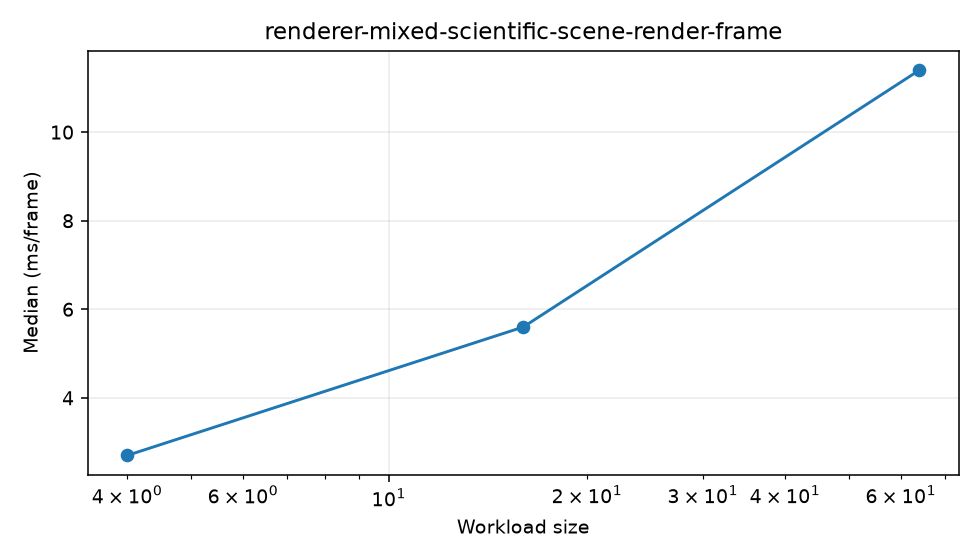 renderer-mixed-scientific-scene-render-frame
Median (ms/frame)
10
8
6
4
4 × 10⁰ 6 × 10⁰ 10¹ 2 × 10¹ 3 × 10¹ 4 × 10¹ 6 × 10¹
Workload size